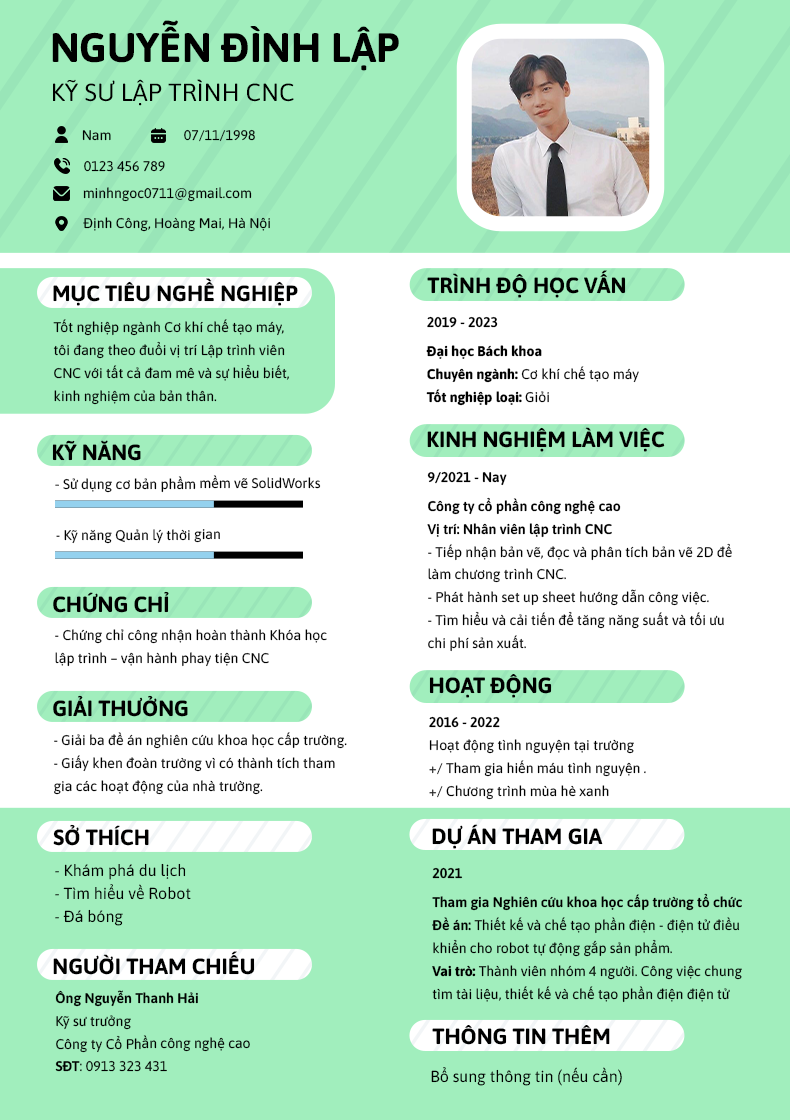 NGUYỄN ĐÌNH LẬP
KỸ SƯ LẬP TRÌNH CNC
Nam 07/11/1998
0123 456 789
minhngoc0711@gmail.com
Định Công, Hoàng Mai, Hà Nội
MỤC TIÊU NGHỀ NGHIỆP
Tốt nghiệp ngành Cơ khí chế tạo máy,
tôi đang theo đuổi vị trí Lập trình viên
CNC với tất cả đam mê và sự hiểu biết,
kinh nghiệm của bản thân.
KỸ NĂNG
- Sử dụng cơ bản phầm mềm vẽ SolidWorks
- Kỹ năng Quản lý thời gian
CHỨNG CHỈ
- Chứng chỉ công nhận hoàn thành Khóa học
lập trình – vận hành phay tiện CNC
GIẢI THƯỞNG
- Giải ba đề án nghiên cứu khoa học cấp trường.
- Giấy khen đoàn trường vì có thành tích tham
gia các hoạt động của nhà trường.
SỞ THÍCH
- Khám phá du lịch
- Tìm hiểu về Robot
- Đá bóng
NGƯỜI THAM CHIẾU
Ông Nguyễn Thanh Hải
Kỹ sư trưởng
Công ty Cổ Phần công nghệ cao
SĐT: 0913 323 431
TRÌNH ĐỘ HỌC VẤN
2019 - 2023
Đại học Bách khoa
Chuyên ngành: Cơ khí chế tạo máy
Tốt nghiệp loại: Giỏi
KINH NGHIỆM LÀM VIỆC
9/2021 - Nay
Công ty cổ phần công nghệ cao
Vị trí: Nhân viên lập trình CNC
- Tiếp nhận bản vẽ, đọc và phân tích bản vẽ 2D để
làm chương trình CNC.
- Phát hành set up sheet hướng dẫn công việc.
- Tìm hiểu và cải tiến để tăng năng suất và tối ưu
chi phí sản xuất.
HOẠT ĐỘNG
2016 - 2022
Hoạt động tình nguyện tại trường
+/ Tham gia hiến máu tình nguyện .
+/ Chương trình mùa hè xanh
DỰ ÁN THAM GIA
2021
Tham gia Nghiên cứu khoa học cấp trường tổ chức
Đề án: Thiết kế và chế tạo phần điện - điện tử điều
khiển cho robot tự động gắp sản phẩm.
Vai trò: Thành viên nhóm 4 người. Công việc chung
tìm tài liệu, thiết kế và chế tạo phần điện điện tử
THÔNG TIN THÊM
Bổ sung thông tin (nếu cần)